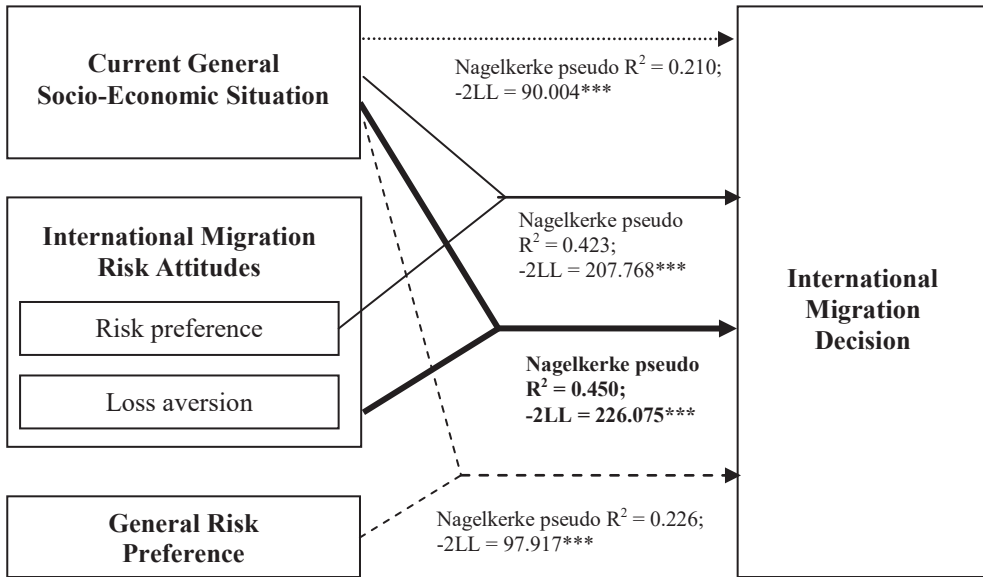 Current General
Socio-Economic Situation
Nagelkerke pseudo R² = 0.210;
-2LL = 90.004***
International Migration
Risk Attitudes
Risk preference
Loss aversion
Nagelkerke pseudo
R² = 0.423;
-2LL = 207.768***
International
Migration
Decision
Nagelkerke pseudo
R² = 0.450;
-2LL = 226.075***
General Risk
Preference
Nagelkerke pseudo R² = 0.226;
-2LL = 97.917***